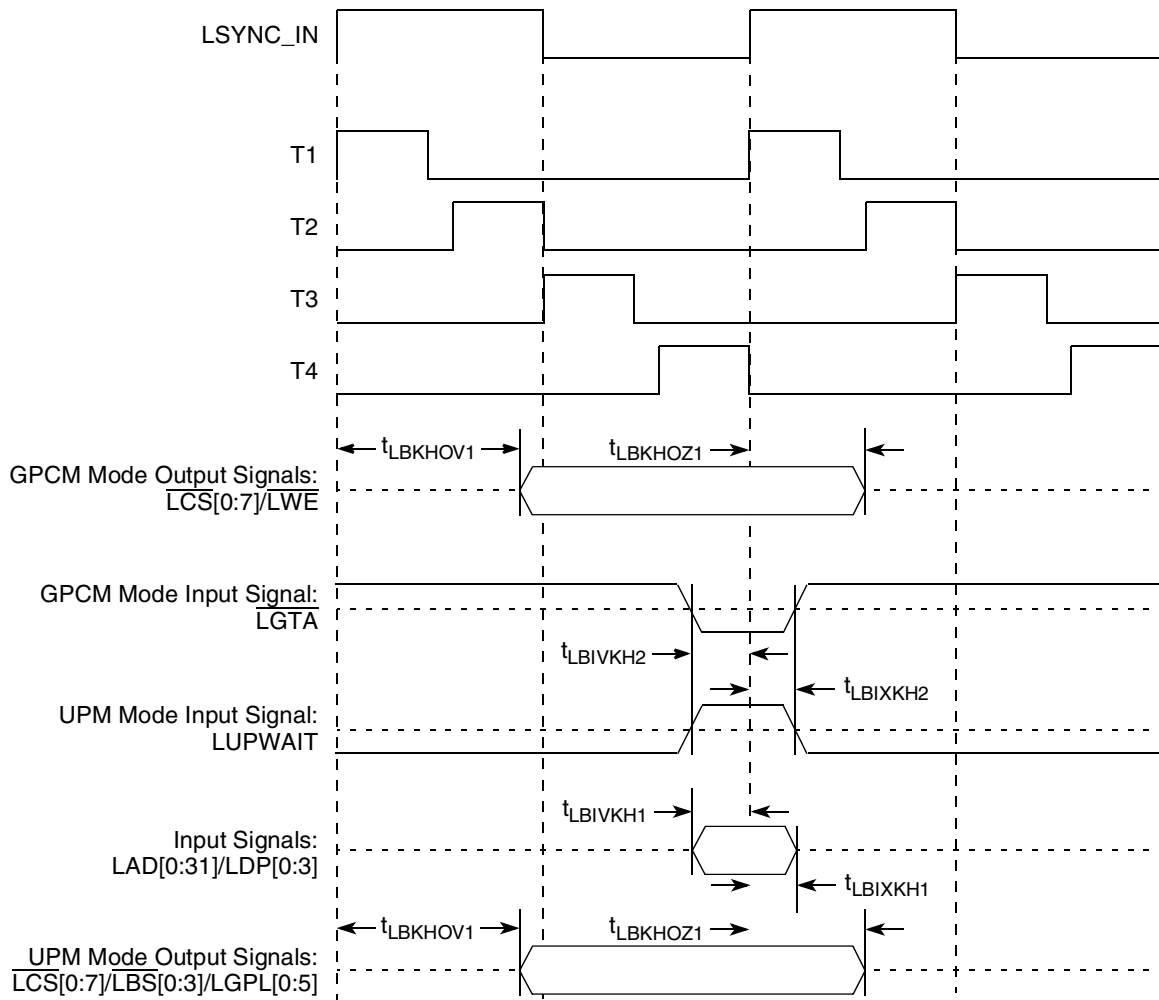 LSYNC_IN
T1
T2
T3
T4
tLBKHOV1
tLBKHOZ1
GPCM Mode Output Signals:
LCS[0:7]/LWE
GPCM Mode Input Signal:
LGTA
tLBIVKH2
tLBIXKH2
UPM Mode Input Signal:
LUPWAIT
tLBIVKH1
Input Signals:
LAD[0:31]/LDP[0:3]
tLBIXKH1
tLBKHOV1
tLBKHOZ1
UPM Mode Output Signals:
LCS[0:7]/LBS[0:3]/LGPL[0:5]